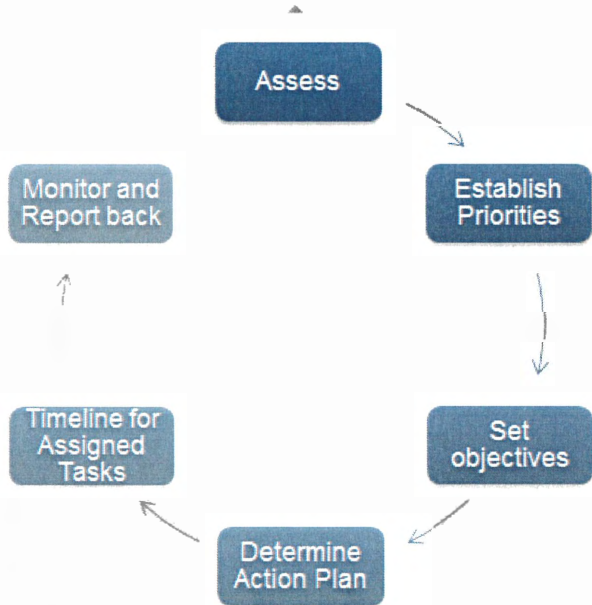 Assess
Establish
Priorities
Set
objectives
Determine
Action Plan
Timeline for
Assigned
Tasks
Monitor and
Report back